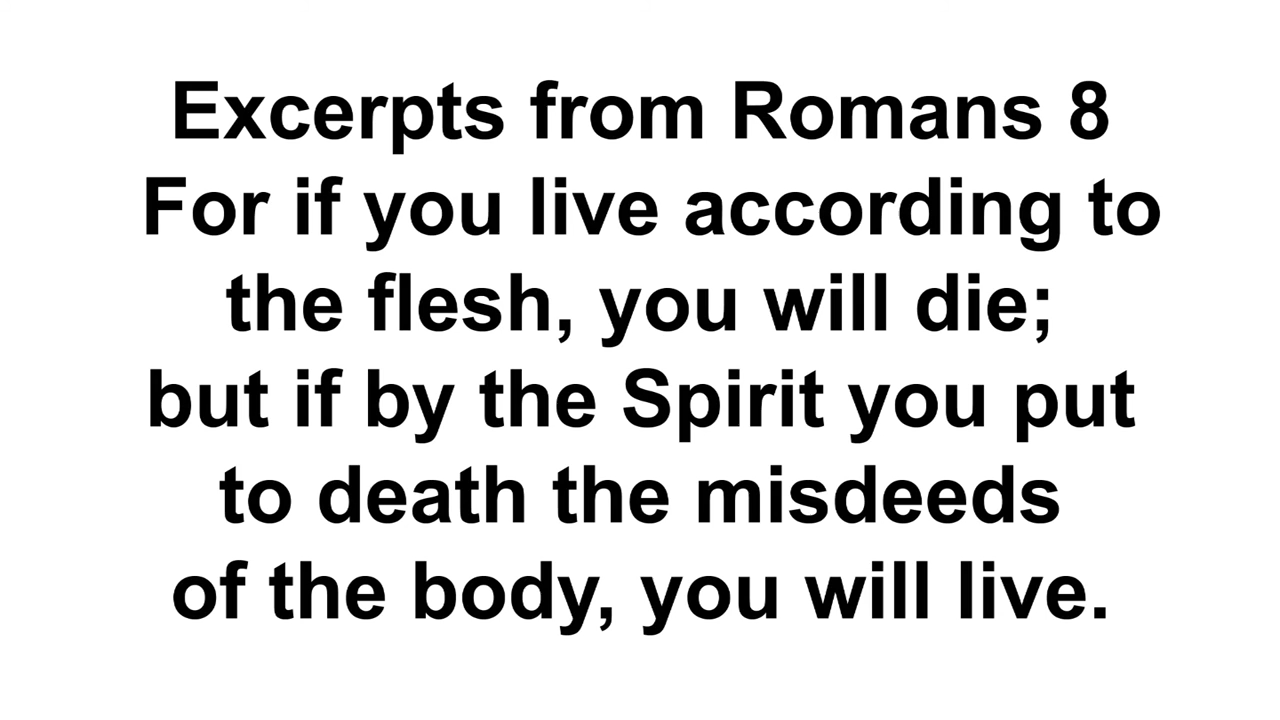 Excerpts from Romans 8
For if you live according to
the flesh, you will die;
but if by the Spirit you put
to death the misdeeds
of the body, you will live.